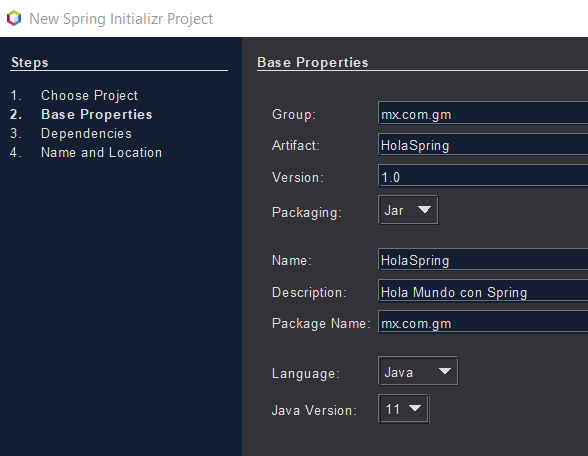 New Spring Initializr Project
Steps
1. Choose Project
2. Base Properties
3. Dependencies
4. Name and Location
Base Properties
Group: mx.com.gm
Artifact: HolaSpring
Version: 1.0
Packaging: Jar
Name: HolaSpring
Description: Hola Mundo con Spring
Package Name: mx.com.gm
Language: Java
Java Version: 11